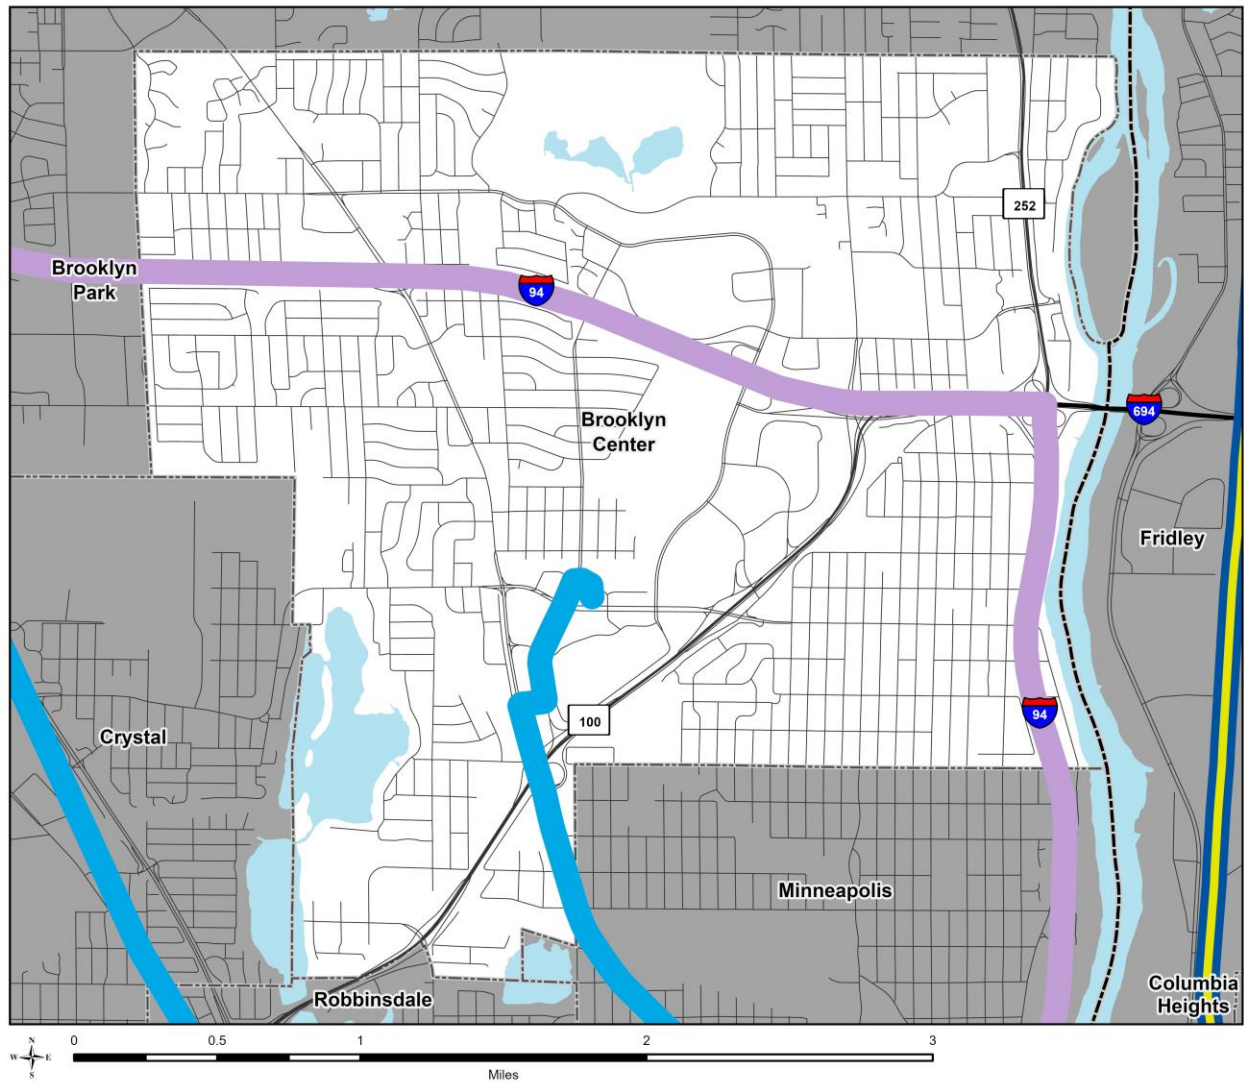 252
Brooklyn
Park
94
694
Brooklyn
Center
Fridley
94
100
Crystal
Minneapolis
Columbia
Heights
Robbinsdale
N
W E
S
0 0.5 1 2 3
Miles